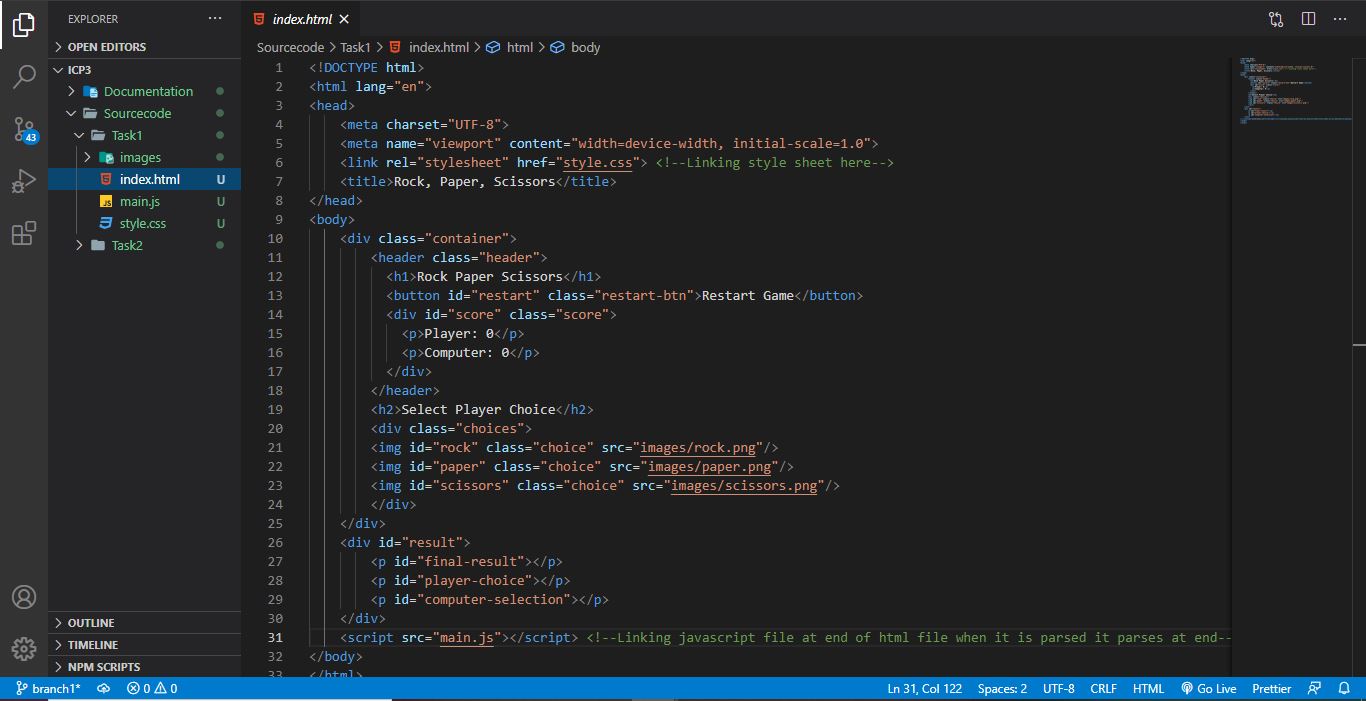 EXPLORER
OPEN EDITORS
ICP3
Documentation
Sourcecode
Task1
images
index.html U
main.js U
style.css U
Task2
43
OUTLINE
TIMELINE
NPM SCRIPTS
index.html
Sourcecode > Task1 > index.html > html > body
1 <!DOCTYPE html>
2 <html lang="en">
3 <head>
4 <meta charset="UTF-8">
5 <meta name="viewport" content="width=device-width, initial-scale=1.0">
6 <link rel="stylesheet" href="style.css"> <!--Linking style sheet here-->
7 <title>Rock, Paper, Scissors</title>
8 </head>
9 <body>
10 <div class="container">
11 <header class="header">
12 <h1>Rock Paper Scissors</h1>
13 <button id="restart" class="restart-btn">Restart Game</button>
14 <div id="score" class="score">
15 <p>Player: 0</p>
16 <p>Computer: 0</p>
17 </div>
18 </header>
19 <h2>Select Player Choice</h2>
20 <div class="choices">
21 <img id="rock" class="choice" src="images/rock.png"/>
22 <img id="paper" class="choice" src="images/paper.png"/>
23 <img id="scissors" class="choice" src="images/scissors.png"/>
24 </div>
25 </div>
26 <div id="result">
27 <p id="final-result"></p>
28 <p id="player-choice"></p>
29 <p id="computer-selection"></p>
30 </div>
31 <script src="main.js"></script> <!--Linking javascript file at end of html file when it is parsed it parses at end--
32 </body>
33 </html>
branch1* 0 0 Ln 31, Col 122 Spaces: 2 UTF-8 CRLF HTML Go Live Prettier